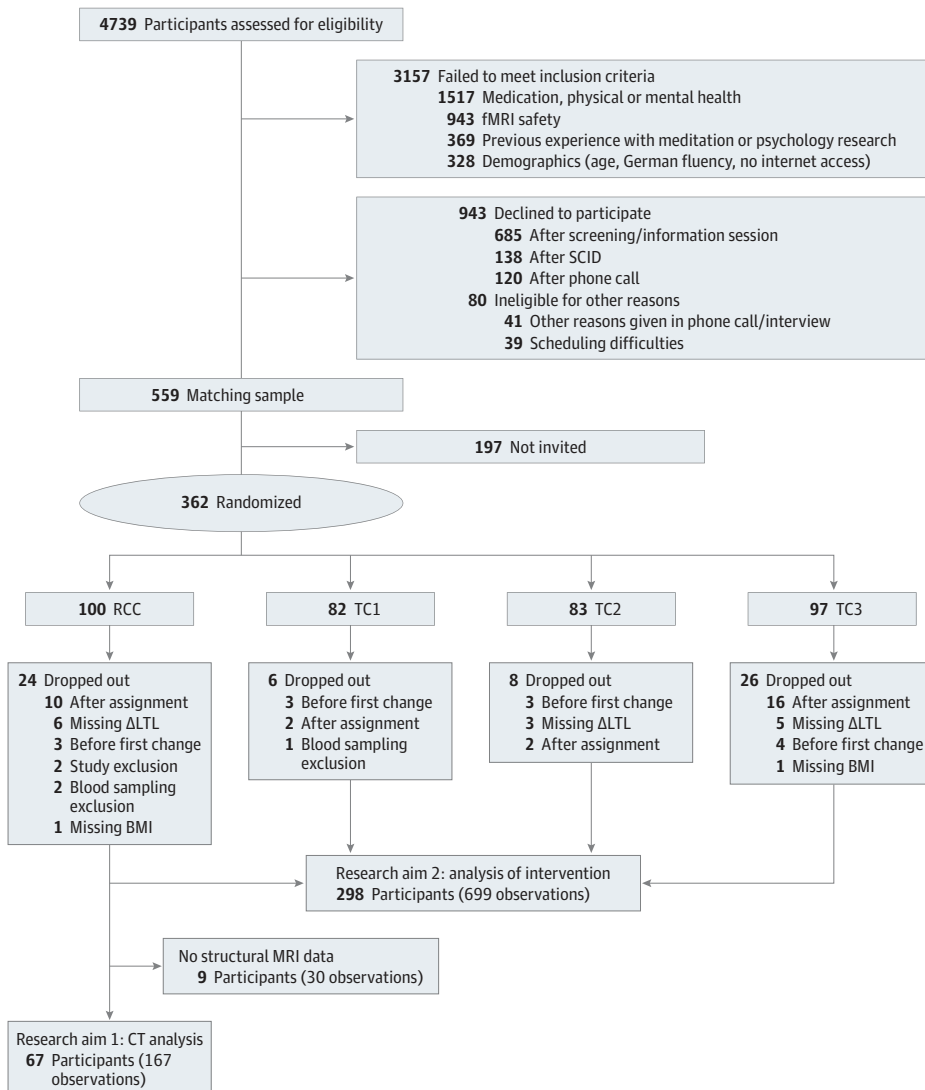 4739 Participants assessed for eligibility
3157 Failed to meet inclusion criteria
1517 Medication, physical or mental health
943 fMRI safety
369 Previous experience with meditation or psychology research
328 Demographics (age, German fluency, no internet access)
943 Declined to participate
685 After screening/information session
138 After SCID
120 After phone call
80 Ineligible for other reasons
41 Other reasons given in phone call/interview
39 Scheduling difficulties
559 Matching sample
197 Not invited
362 Randomized
100 RCC
82 TC1
83 TC2
97 TC3
24 Dropped out
10 After assignment
6 Missing ΔLTL
3 Before first change
2 Study exclusion
2 Blood sampling
exclusion
1 Missing BMI
6 Dropped out
3 Before first change
2 After assignment
1 Blood sampling
exclusion
8 Dropped out
3 Before first change
3 Missing ΔLTL
2 After assignment
26 Dropped out
16 After assignment
5 Missing ΔLTL
4 Before first change
1 Missing BMI
Research aim 2: analysis of intervention
298 Participants (699 observations)
No structural MRI data
9 Participants (30 observations)
Research aim 1: CT analysis
67 Participants (167
observations)